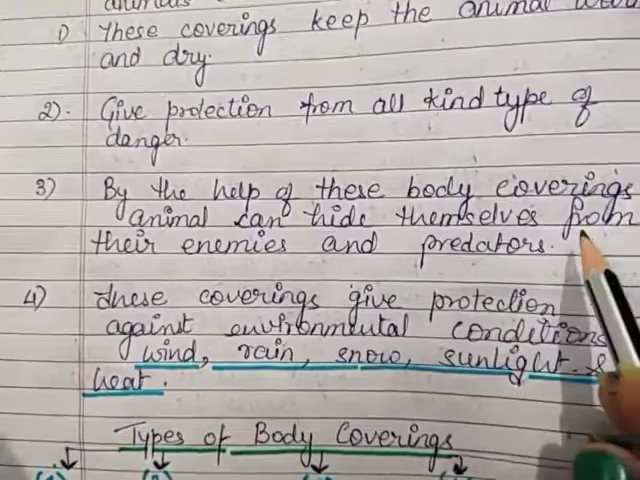 animals
1) These coverings keep the animal
and dry.
2). Give protection from all kind type of
danger.
3) By the help of these body coverings
animal can hide themselves from
their enemies and predators.
4) These coverings give protection
against environmental conditions
wind, rain, snow, sunlight. &
heat.
Types of Body Coverings